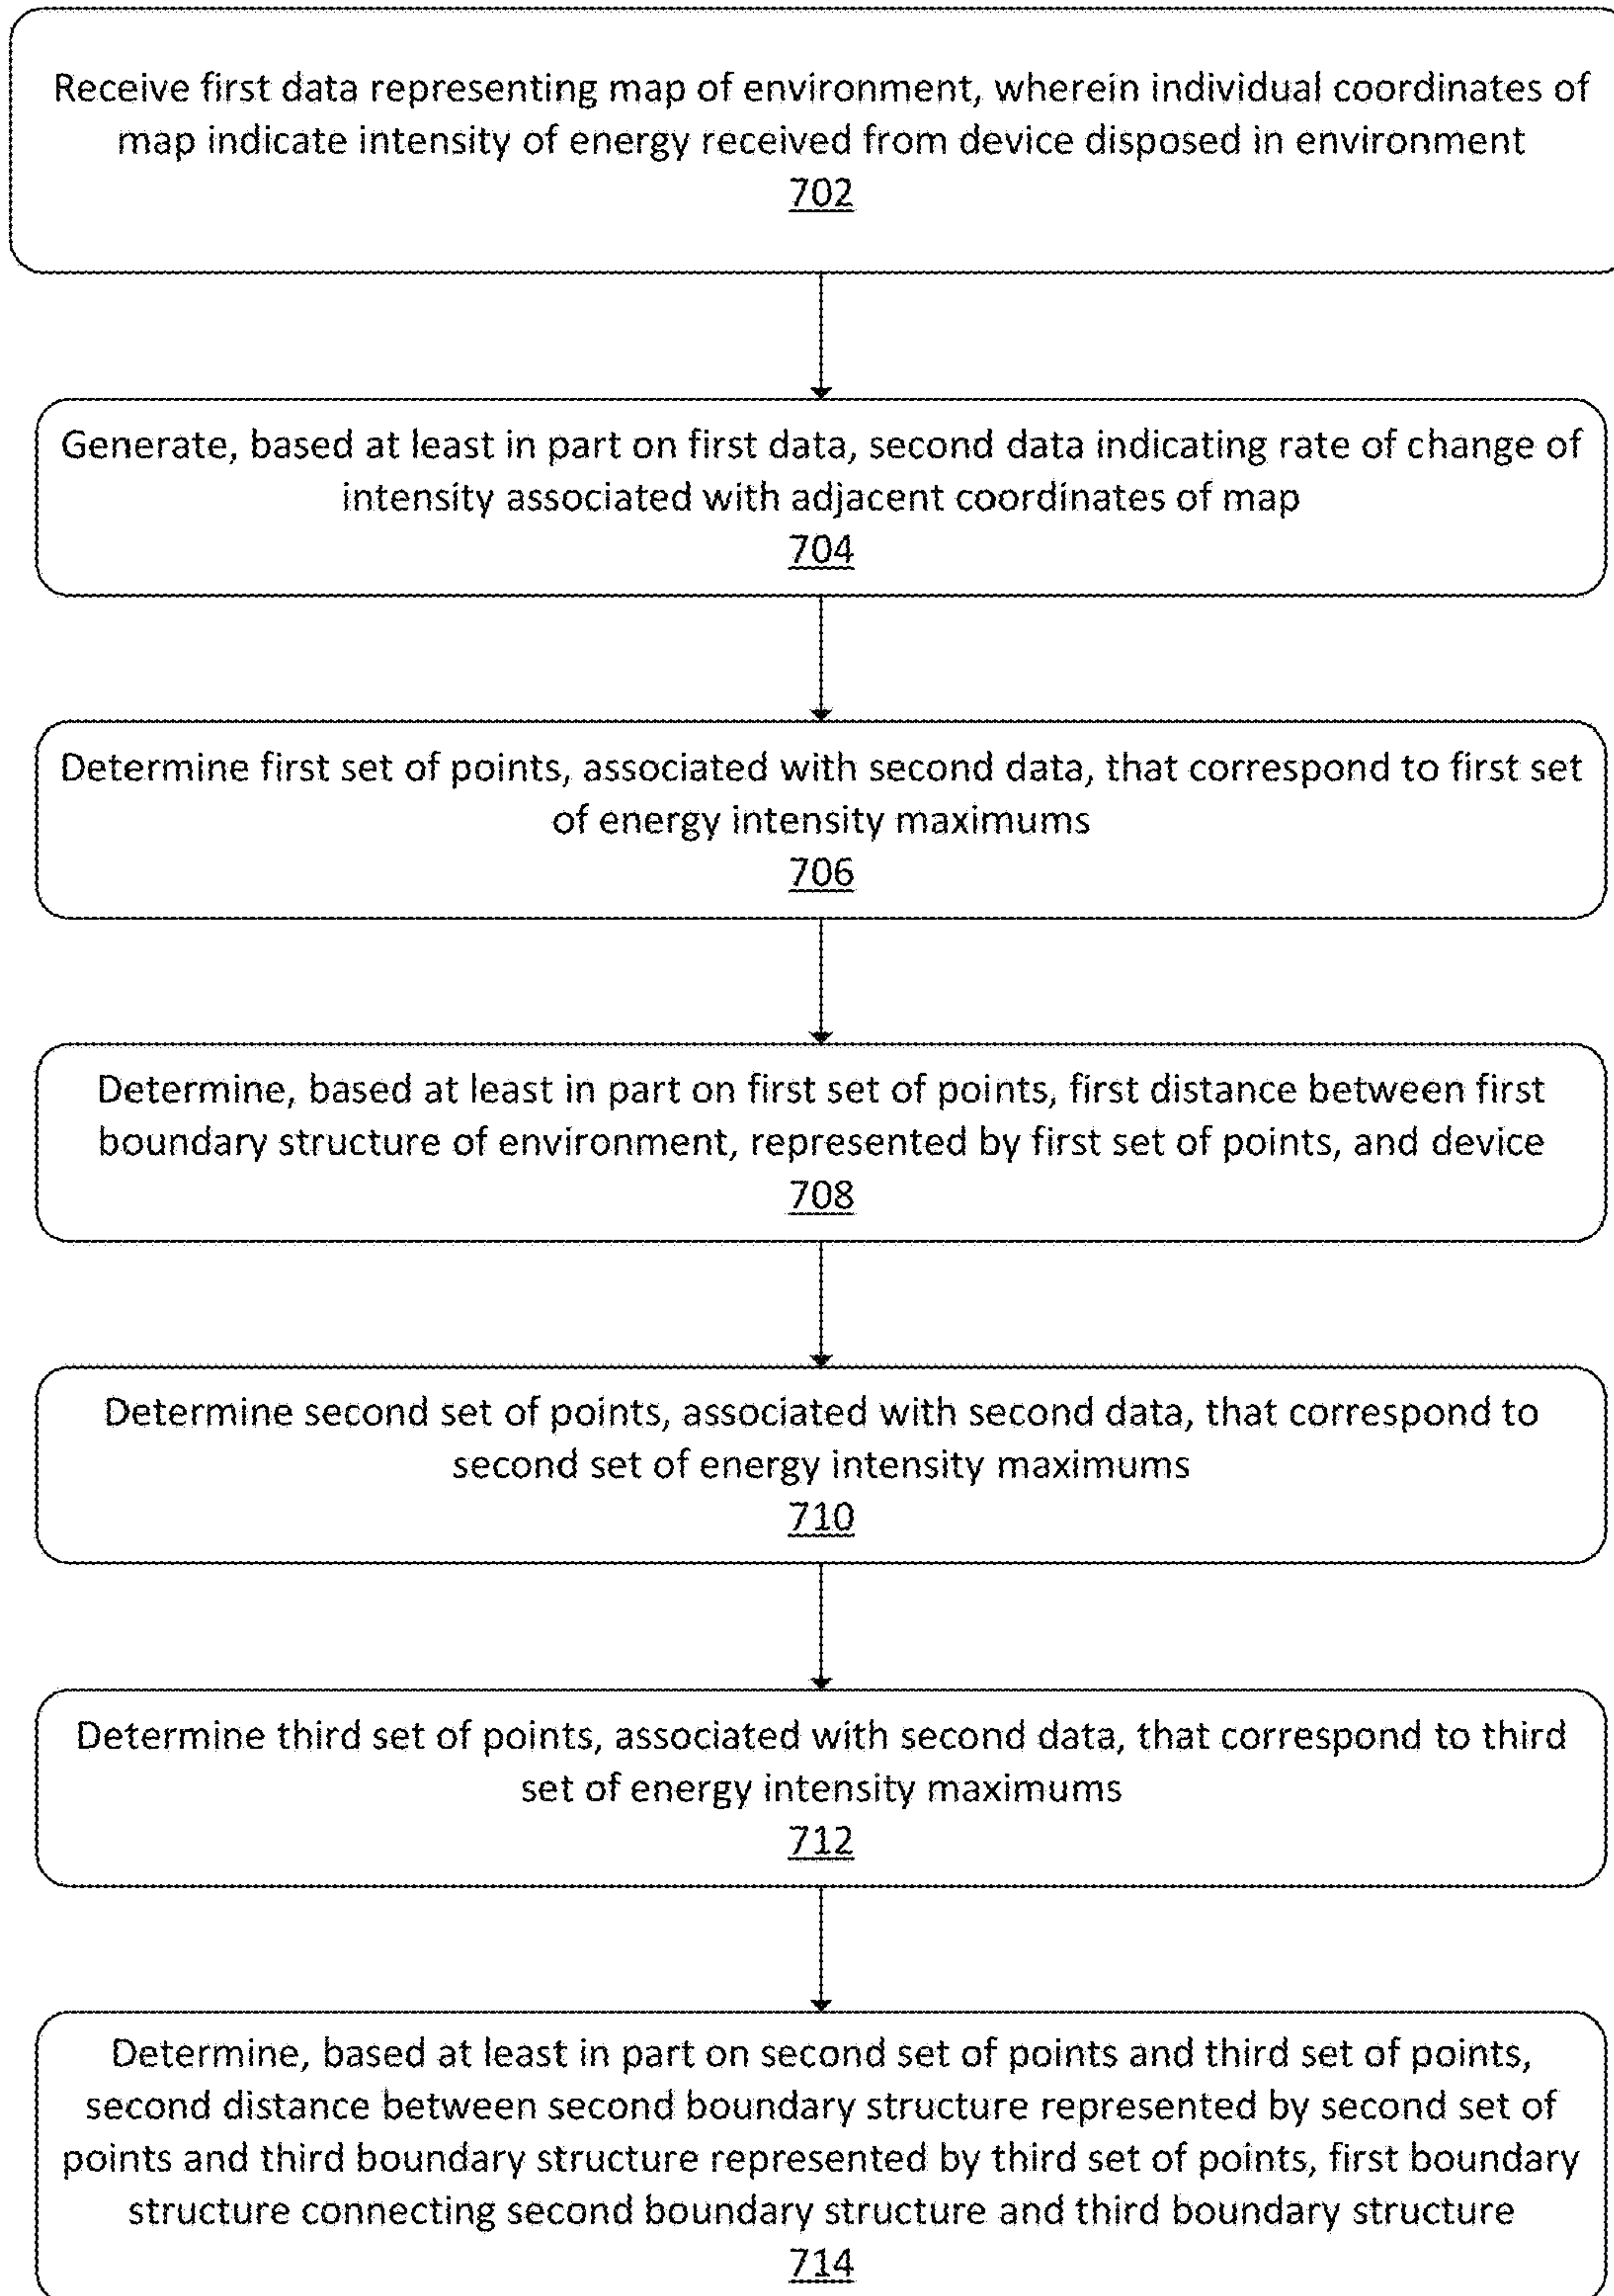 Receive first data representing map of environment, wherein individual coordinates of
map indicate intensity of energy received from device disposed in environment
702
Generate, based at least in part on first data, second data indicating rate of change of
intensity associated with adjacent coordinates of map
704
Determine first set of points, associated with second data, that correspond to first set
of energy intensity maximums
706
Determine, based at least in part on first set of points, first distance between first
boundary structure of environment, represented by first set of points, and device
708
Determine second set of points, associated with second data, that correspond to
second set of energy intensity maximums
710
Determine third set of points, associated with second data, that correspond to third
set of energy intensity maximums
712
Determine, based at least in part on second set of points and third set of points,
second distance between second boundary structure represented by second set of
points and third boundary structure represented by third set of points, first boundary
structure connecting second boundary structure and third boundary structure
714